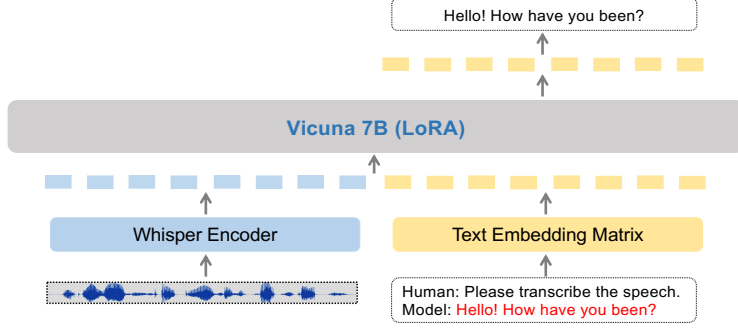 Hello! How have you been?
Vicuna 7B (LoRA)
Whisper Encoder
Text Embedding Matrix
Human: Please transcribe the speech.
Model: Hello! How have you been?